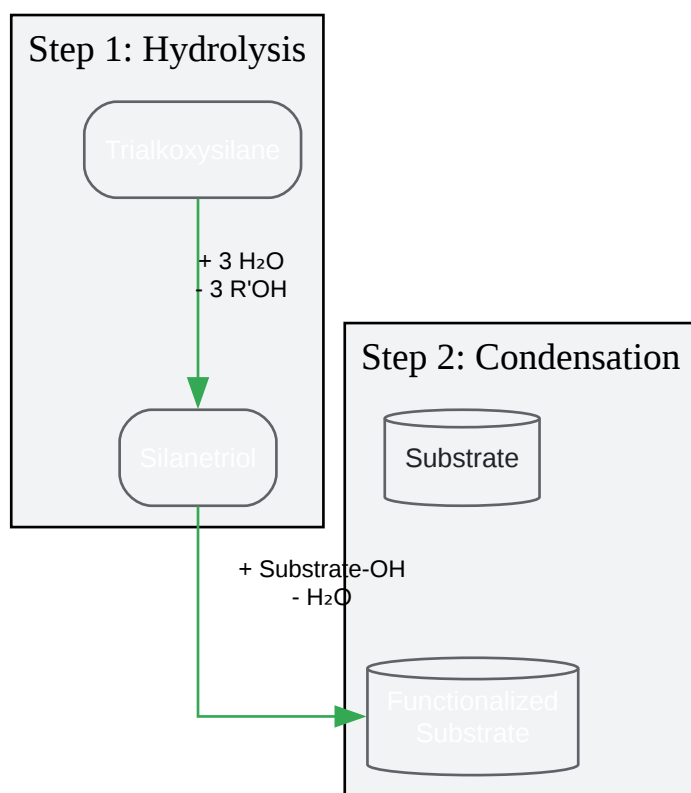 Step 1: Hydrolysis
Trialkoxysilane
+ 3 H₂O
- 3 R'OH
Step 2: Condensation
Silanetriol
Substrate
+ Substrate-OH
- H₂O
Functionalized
Substrate